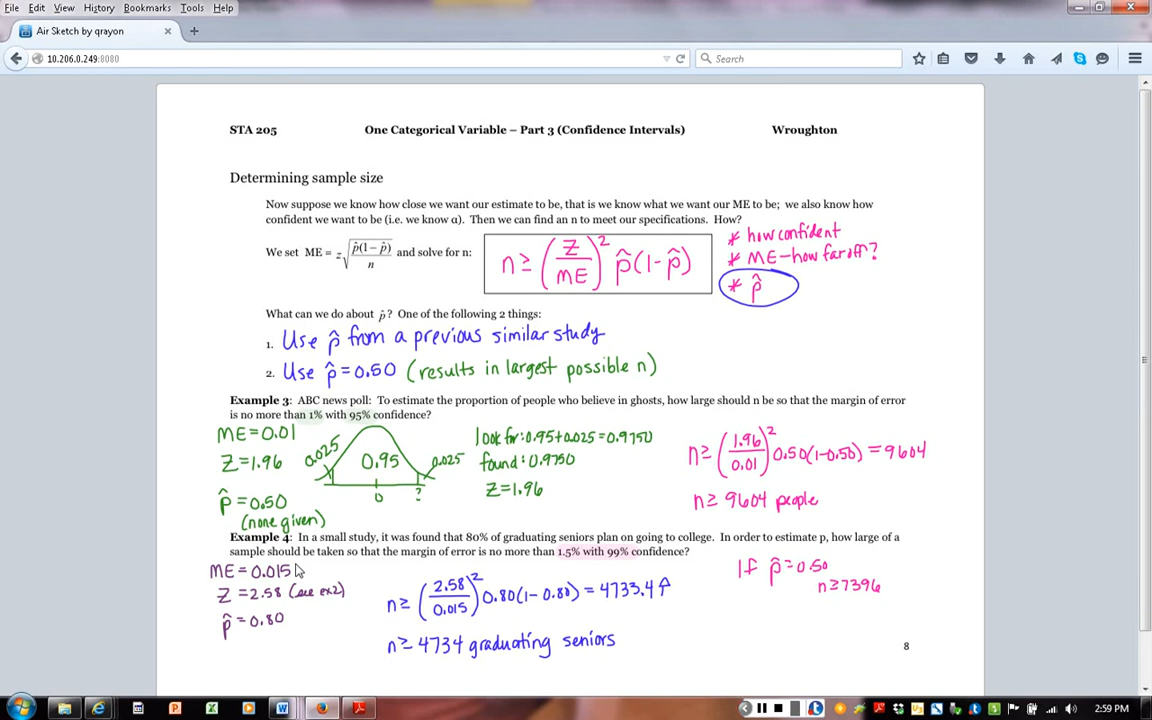 File Edit View History Bookmarks Tools Help
Air Sketch by qrayon
10.206.0.249:8080
Search
STA 205 One Categorical Variable – Part 3 (Confidence Intervals) Wroughton
Determining sample size
Now suppose we know how close we want our estimate to be, that is we know what we want our ME to be; we also know how
confident we want to be (i.e. we know α). Then we can find an n to meet our specifications. How?
We set ME = z√(p̂(1−p̂)/n) and solve for n:
n ≥ (Z/ME)² p̂(1-p̂)
* how confident
* ME - how far off?
* p̂
What can we do about p̂? One of the following 2 things:
1. Use p̂ from a previous similar study
2. Use p̂ = 0.50 (results in largest possible n)
Example 3: ABC news poll: To estimate the proportion of people who believe in ghosts, how large should n be so that the margin of error
is no more than 1% with 95% confidence?
ME = 0.01
Z = 1.96
p̂ = 0.50
(none given)
0.025 0.95 0.025
0 ?
look for: 0.95+0.025 = 0.9750
found: 0.9750
Z = 1.96
n ≥ (1.96/0.01)² 0.50(1-0.50) = 9604
n ≥ 9604 people
Example 4: In a small study, it was found that 80% of graduating seniors plan on going to college. In order to estimate p, how large of a
sample should be taken so that the margin of error is no more than 1.5% with 99% confidence?
ME = 0.015
Z = 2.58 (see ex2)
p̂ = 0.80
n ≥ (2.58/0.015)² 0.80(1-0.80) = 4733.4 ↑
n ≥ 4734 graduating seniors
If p̂ = 0.50
n ≥ 7396
8
2:59 PM